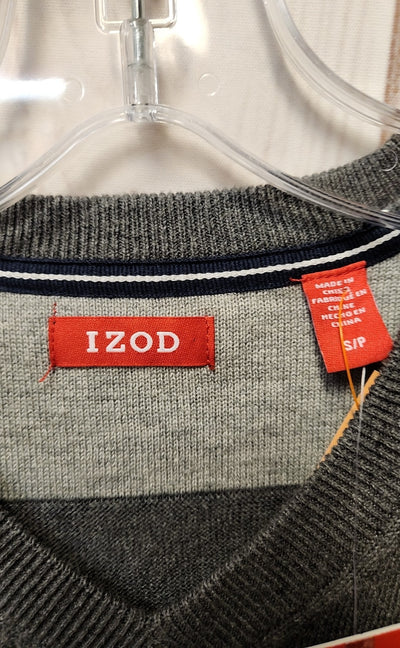 IZOD
MADE IN
CHINA
FABRIQUÉ EN
CHINE
HECHO EN
CHINA
S/P